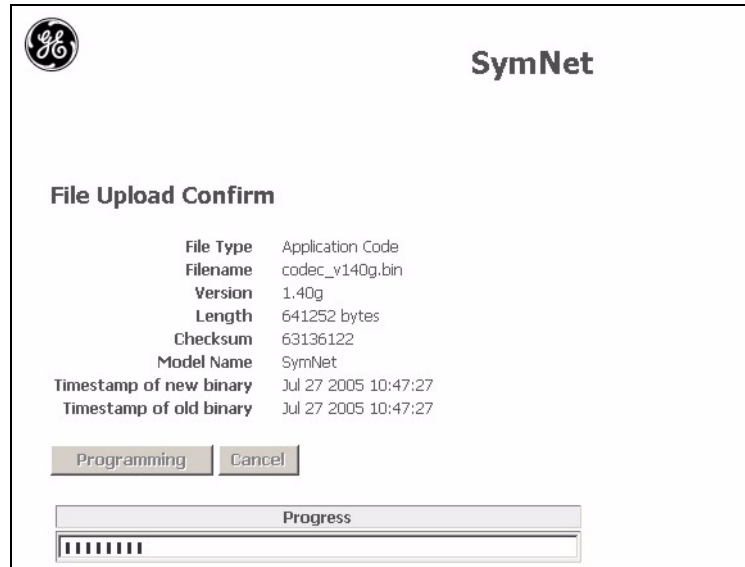 GE
SymNet
File Upload Confirm
File Type Application Code
Filename codec_v140g.bin
Version 1.40g
Length 641252 bytes
Checksum 63136122
Model Name SymNet
Timestamp of new binary Jul 27 2005 10:47:27
Timestamp of old binary Jul 27 2005 10:47:27
Programming Cancel
Progress